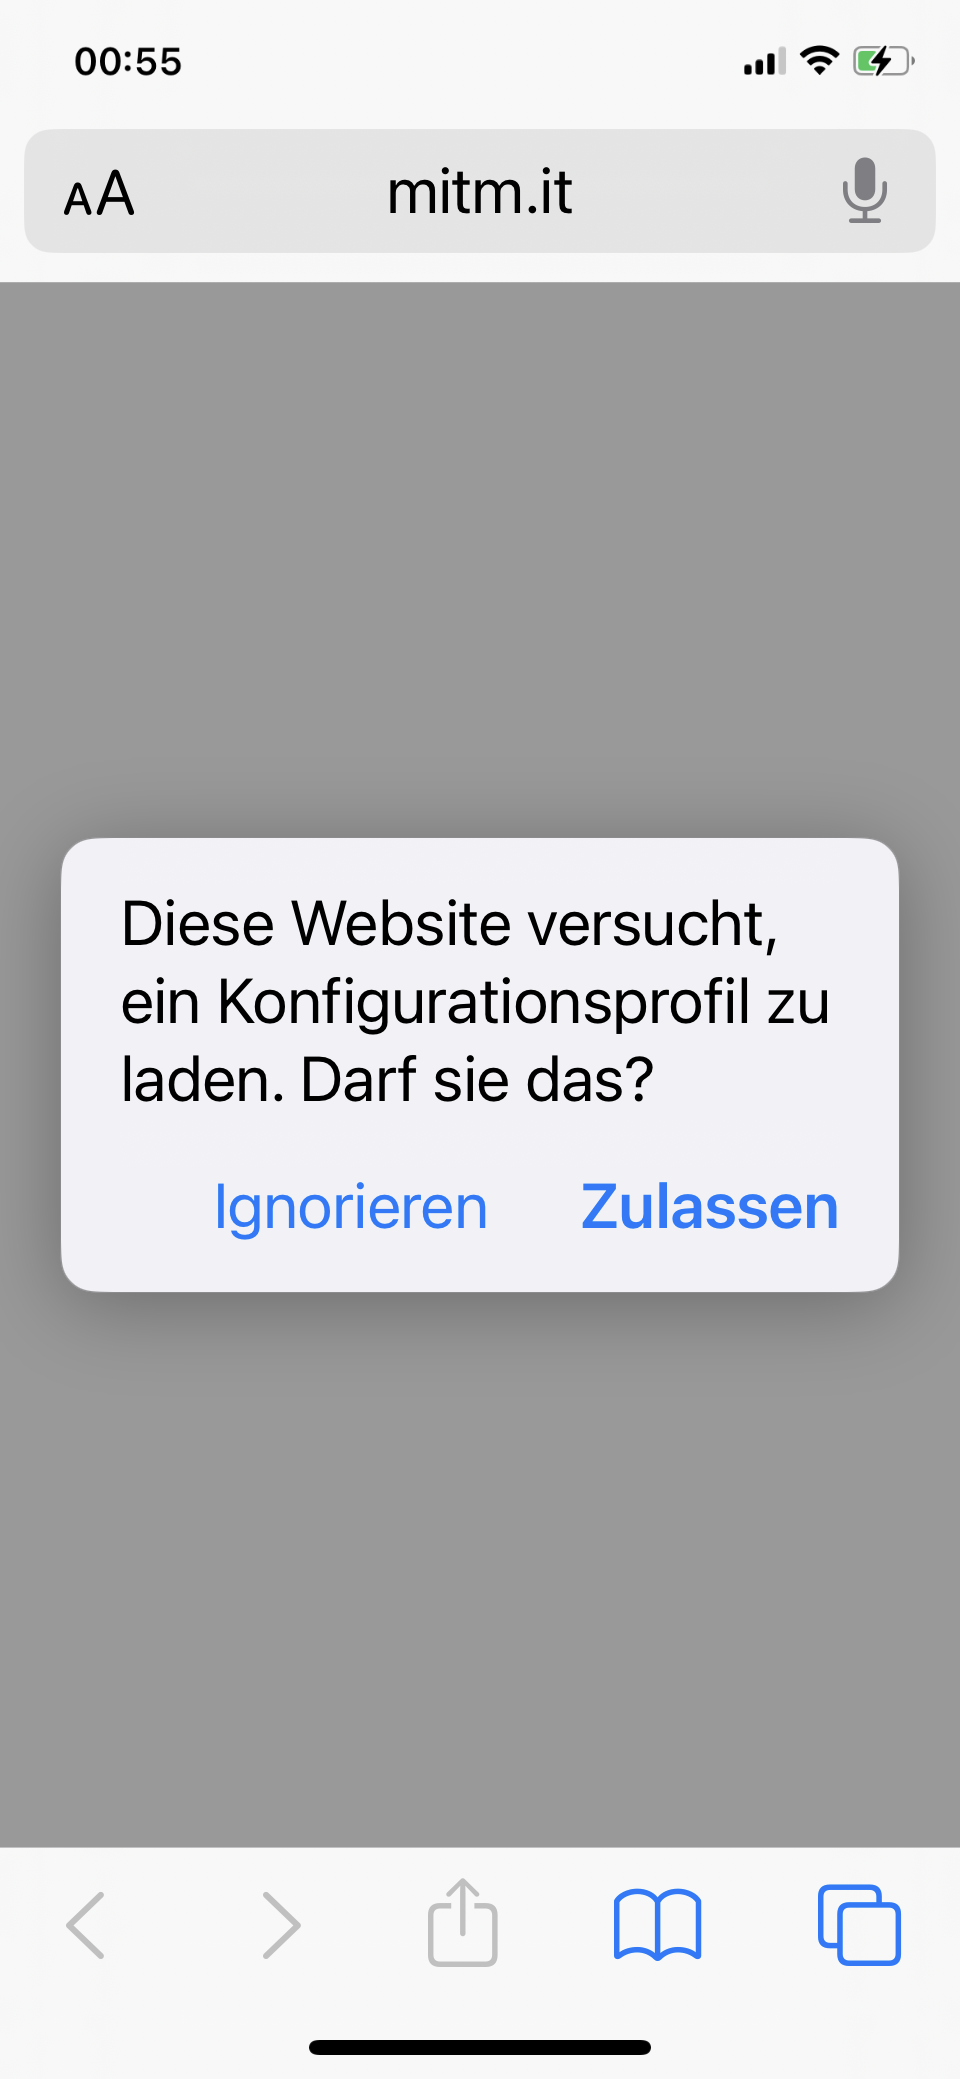 00:55
AA
mitm.it
Diese Website versucht,
ein Konfigurationsprofil zu
laden. Darf sie das?
Ignorieren Zulassen